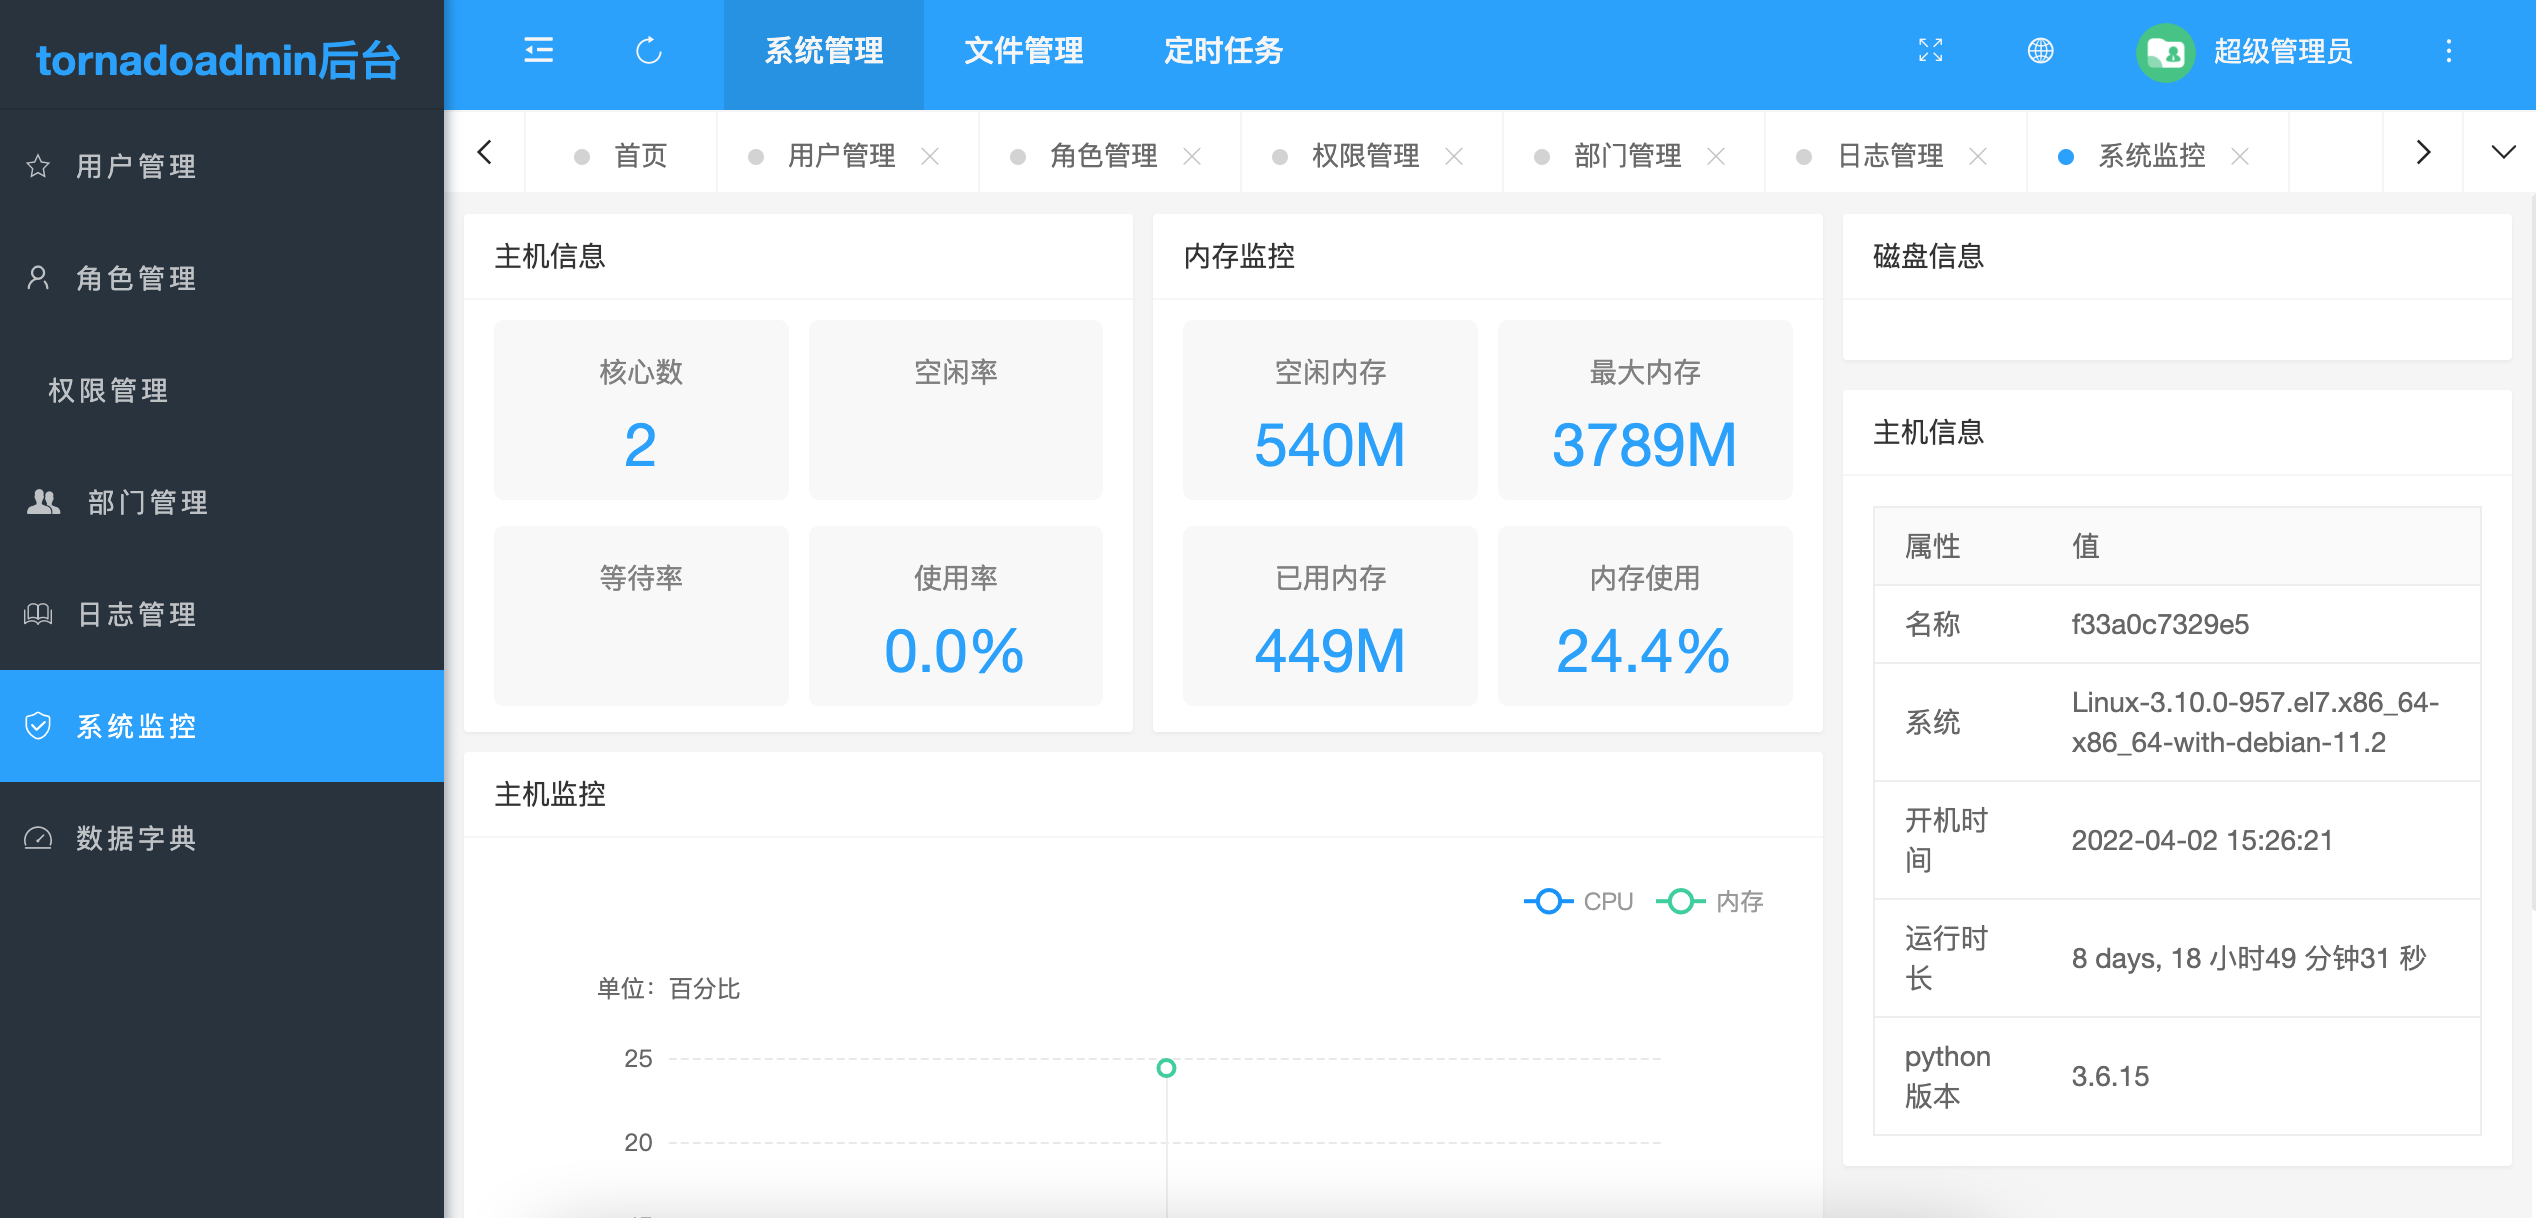 tornadoadmin后台
系统管理
文件管理
定时任务
超级管理员
用户管理
角色管理
权限管理
部门管理
日志管理
系统监控
数据字典
首页
用户管理
角色管理
权限管理
部门管理
日志管理
系统监控
主机信息
核心数
2
空闲率
等待率
使用率
0.0%
内存监控
空闲内存
540M
最大内存
3789M
已用内存
449M
内存使用
24.4%
主机监控
CPU
内存
单位：百分比
25
20
磁盘信息
主机信息
属性
值
名称
f33a0c7329e5
系统
Linux-3.10.0-957.el7.x86_64-
x86_64-with-debian-11.2
开机时
间
2022-04-02 15:26:21
运行时
长
8 days, 18 小时49 分钟31 秒
python
版本
3.6.15